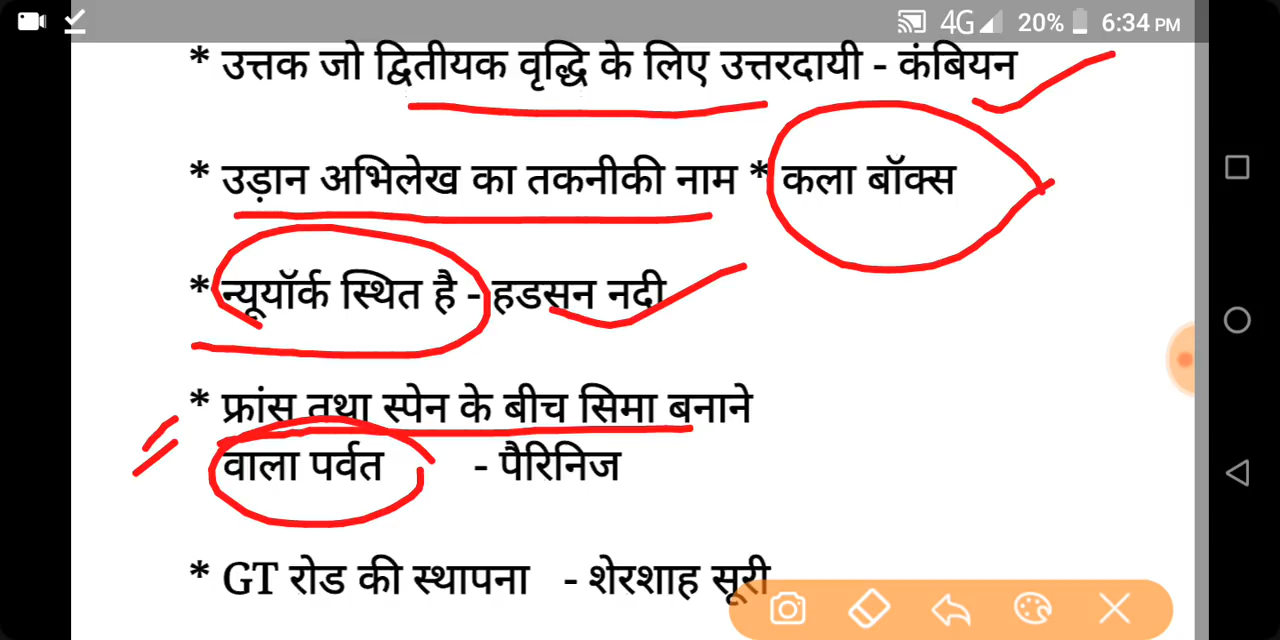 4G 20% 6:34 PM
* उत्तक जो द्वितीयक वृद्धि के लिए उत्तरदायी - कंबियन
* उड़ान अभिलेख का तकनीकी नाम * कला बॉक्स
* न्यूयॉर्क स्थित है - हडसन नदी
* फ्रांस तथा स्पेन के बीच सिमा बनाने
वाला पर्वत - पैरिनिज
* GT रोड की स्थापना - शेरशाह सूरी